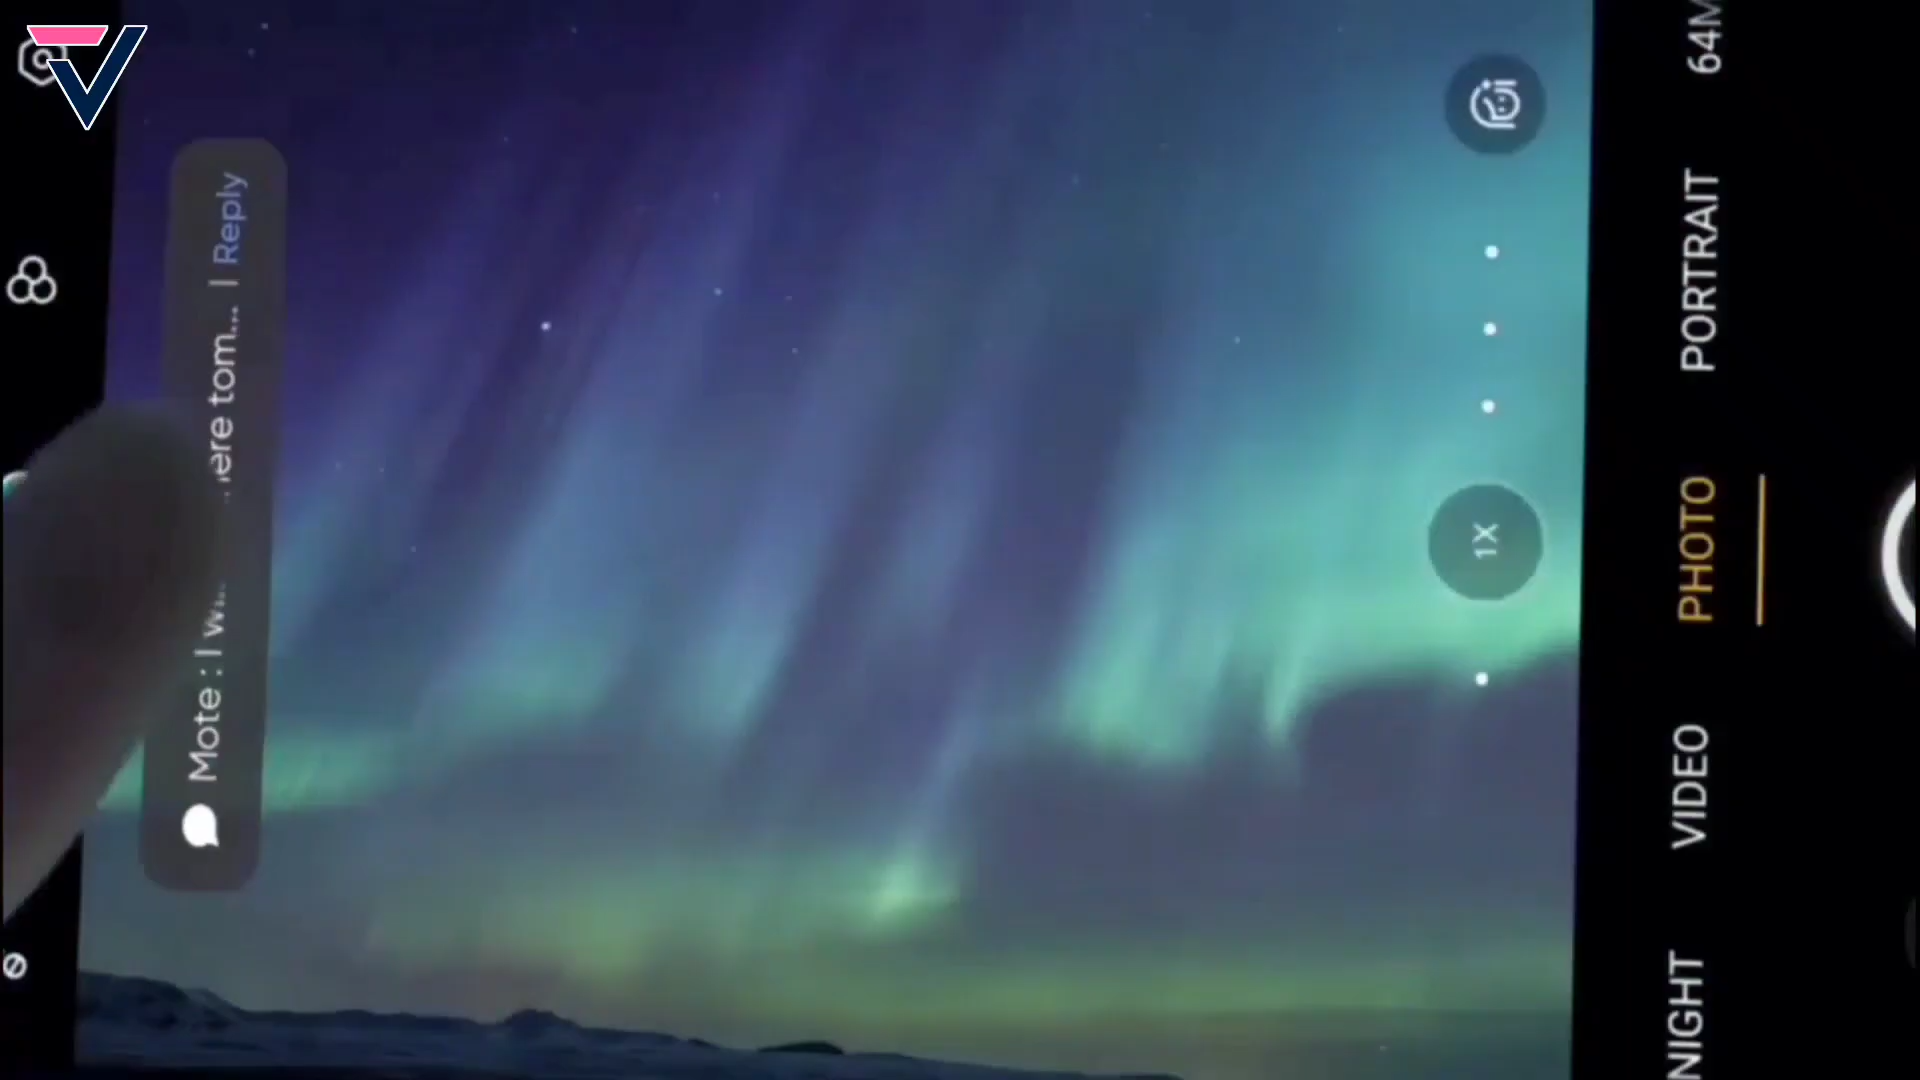 Mote : I ... ere tom... | Reply
1X
64M
PORTRAIT
PHOTO
VIDEO
NIGHT